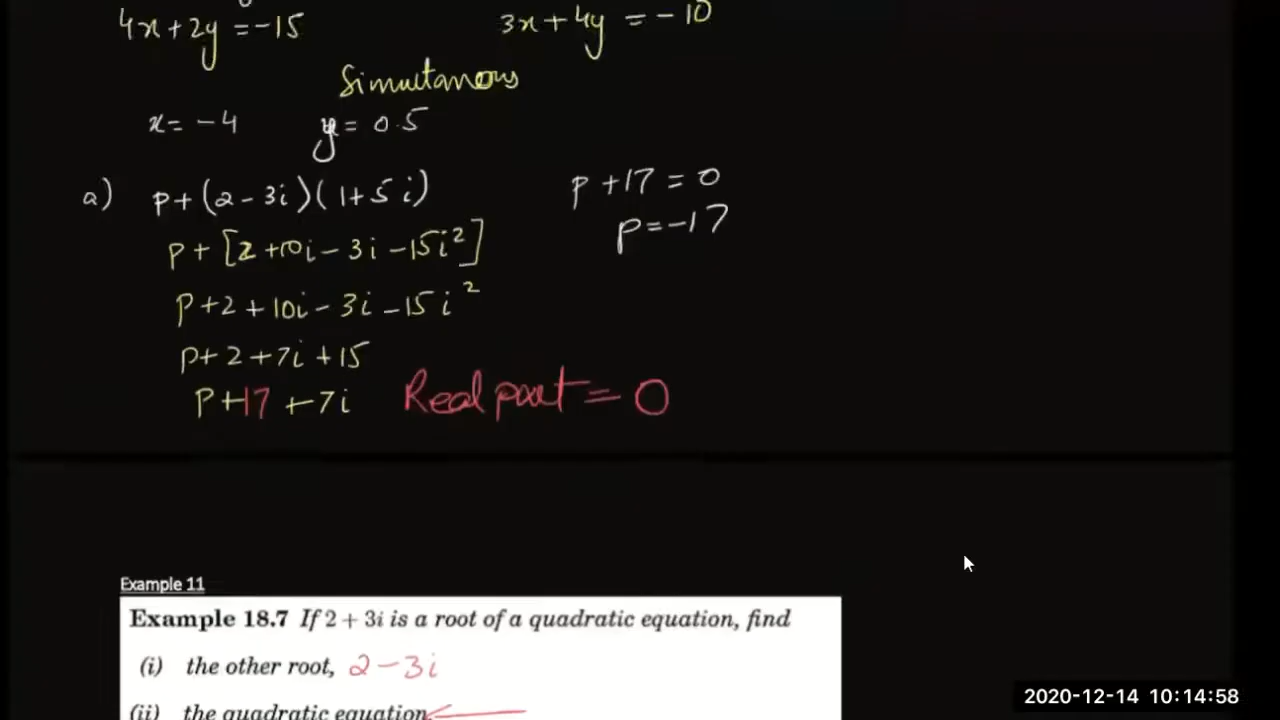 4x+2y=-15 3x+4y = -10
Simultanous
x= -4 y= 0.5
a) p+(2-3i)(1+5i) p+17=0
p+[2+10i-3i-15i²] p=-17
p+2+10i-3i-15i²
p+2+7i+15
p+17+7i Real part = 0
Example 11
Example 18.7 If 2 + 3i is a root of a quadratic equation, find
(i) the other root, 2-3i
(ii) the quadratic equation
2020-12-14 10:14:58